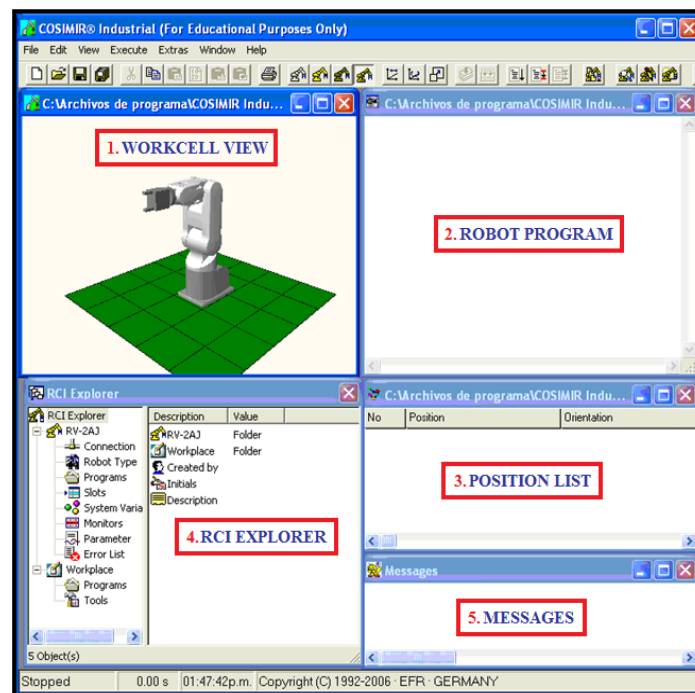 COSIMIR® Industrial (For Educational Purposes Only)
File Edit View Execute Extras Window Help
C:\Archivos de programa\COSIMIR Indu...
1. WORKCELL VIEW
C:\Archivos de programa\COSIMIR Indu...
2. ROBOT PROGRAM
RCI Explorer
RCI Explorer
RV-2AJ
Connection
Robot Type
Programs
Slots
System Varia
Monitors
Parameter
Error List
Workplace
Programs
Tools
Description Value
RV-2AJ Folder
Workplace Folder
Created by
Initials
Description
4. RCI EXPLORER
5 Object(s)
C:\Archivos de programa\COSIMIR Indu...
No Position Orientation
3. POSITION LIST
Messages
5. MESSAGES
Stopped 0.00 s 01:47:42p.m. Copyright (C) 1992-2006 · EFR · GERMANY